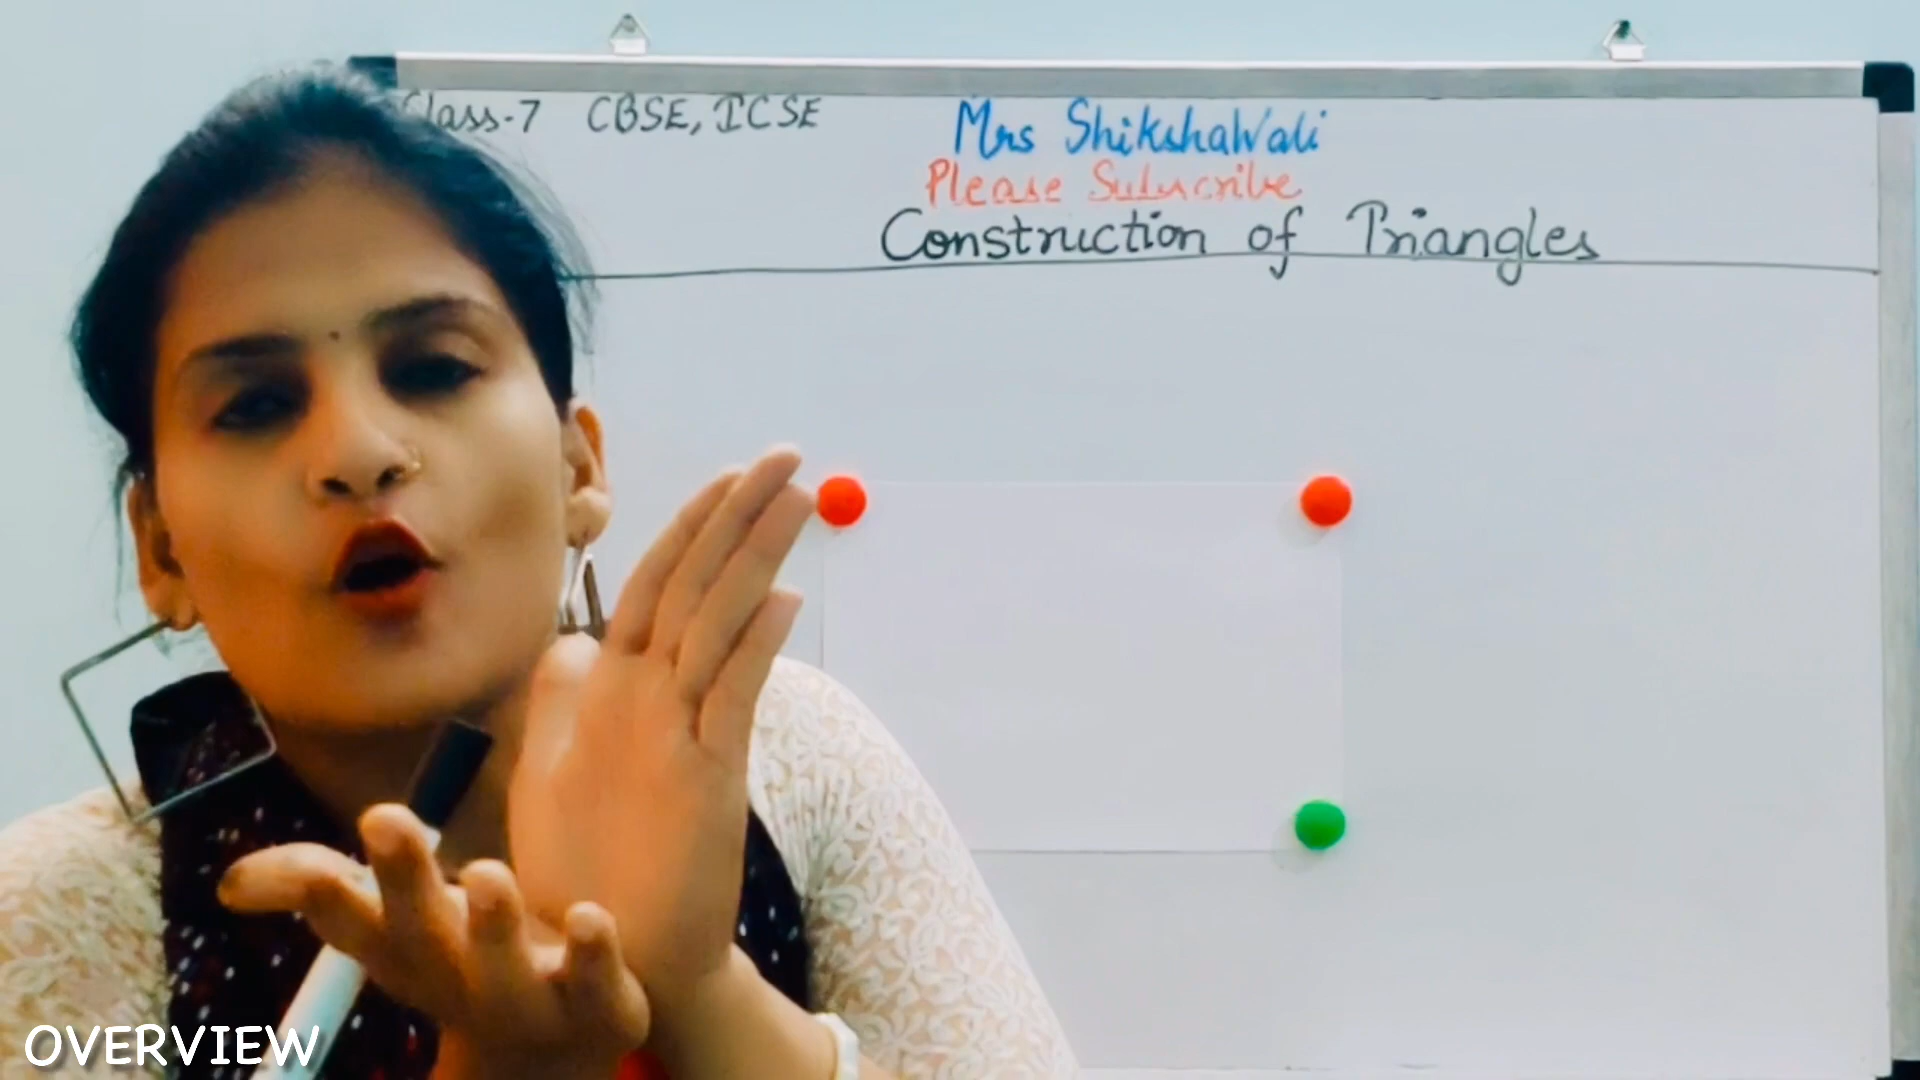 Class-7 CBSE, ICSE
Mrs ShikshaWali
Please Subscribe
Construction of Triangles
OVERVIEW